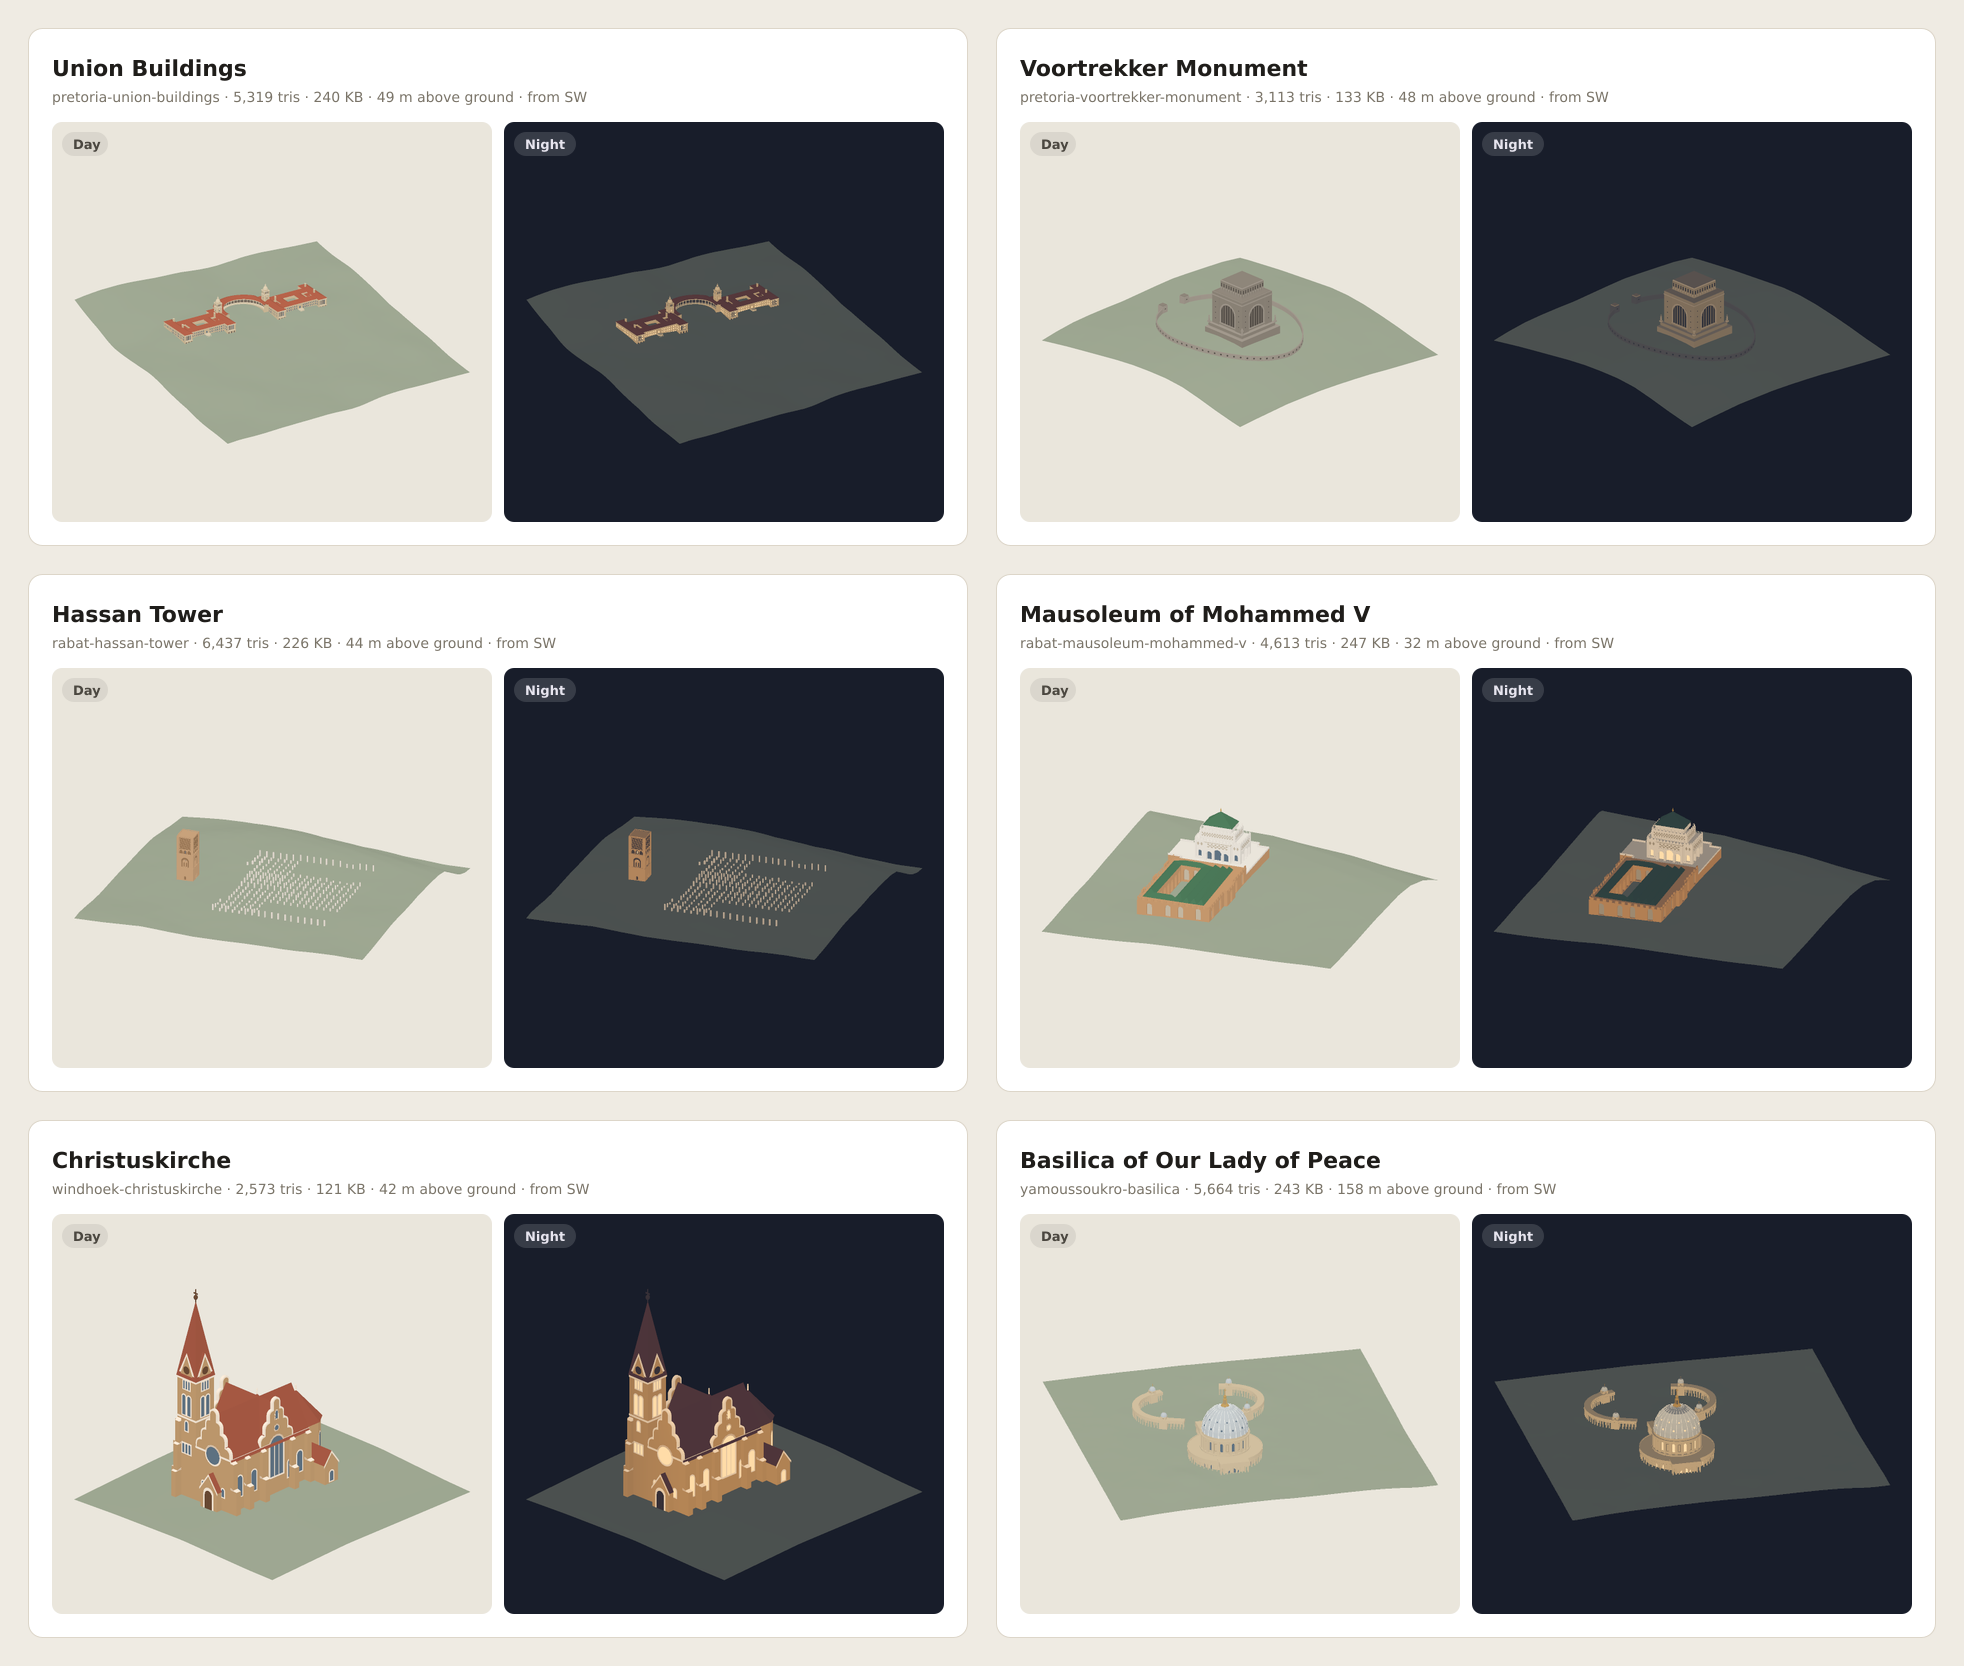 Union Buildings
pretoria-union-buildings · 5,319 tris · 240 KB · 49 m above ground · from SW
Day
Night
Voortrekker Monument
pretoria-voortrekker-monument · 3,113 tris · 133 KB · 48 m above ground · from SW
Day
Night
Hassan Tower
rabat-hassan-tower · 6,437 tris · 226 KB · 44 m above ground · from SW
Day
Night
Mausoleum of Mohammed V
rabat-mausoleum-mohammed-v · 4,613 tris · 247 KB · 32 m above ground · from SW
Day
Night
Christuskirche
windhoek-christuskirche · 2,573 tris · 121 KB · 42 m above ground · from SW
Day
Night
Basilica of Our Lady of Peace
yamoussoukro-basilica · 5,664 tris · 243 KB · 158 m above ground · from SW
Day
Night